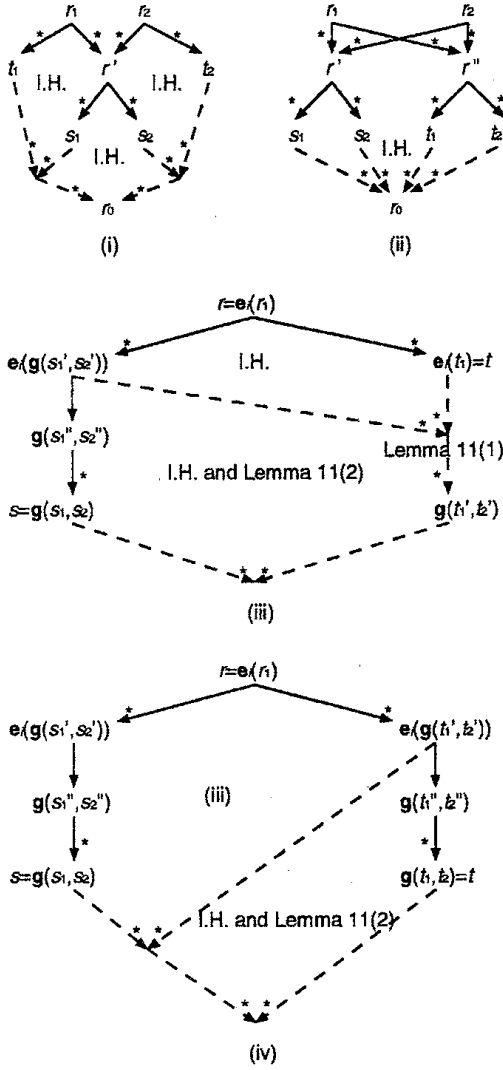 r1 r2 r1 r2
* * * * * * * *
t1 I.H. r' I.H. t2 r' r"
* * * * * *
s1 s2 s1 s2 t1 t2
* * * I.H. * I.H. * * * *
* *
r0 r0
(i) (ii)
r=ei(r1)
* *
ei(g(s1',s2')) I.H. ei(t1)=t
* *
g(s1",s2") Lemma 11(1)
* *
I.H. and Lemma 11(2)
s=g(s1,s2) g(t1',t2')
* *
(iii)
r=ei(r1)
* *
ei(g(s1',s2')) ei(g(t1',t2'))
g(s1",s2") (iii) g(t1",t2")
* *
s=g(s1,s2) g(t1,t2)=t
* * I.H. and Lemma 11(2)
* *
(iv)